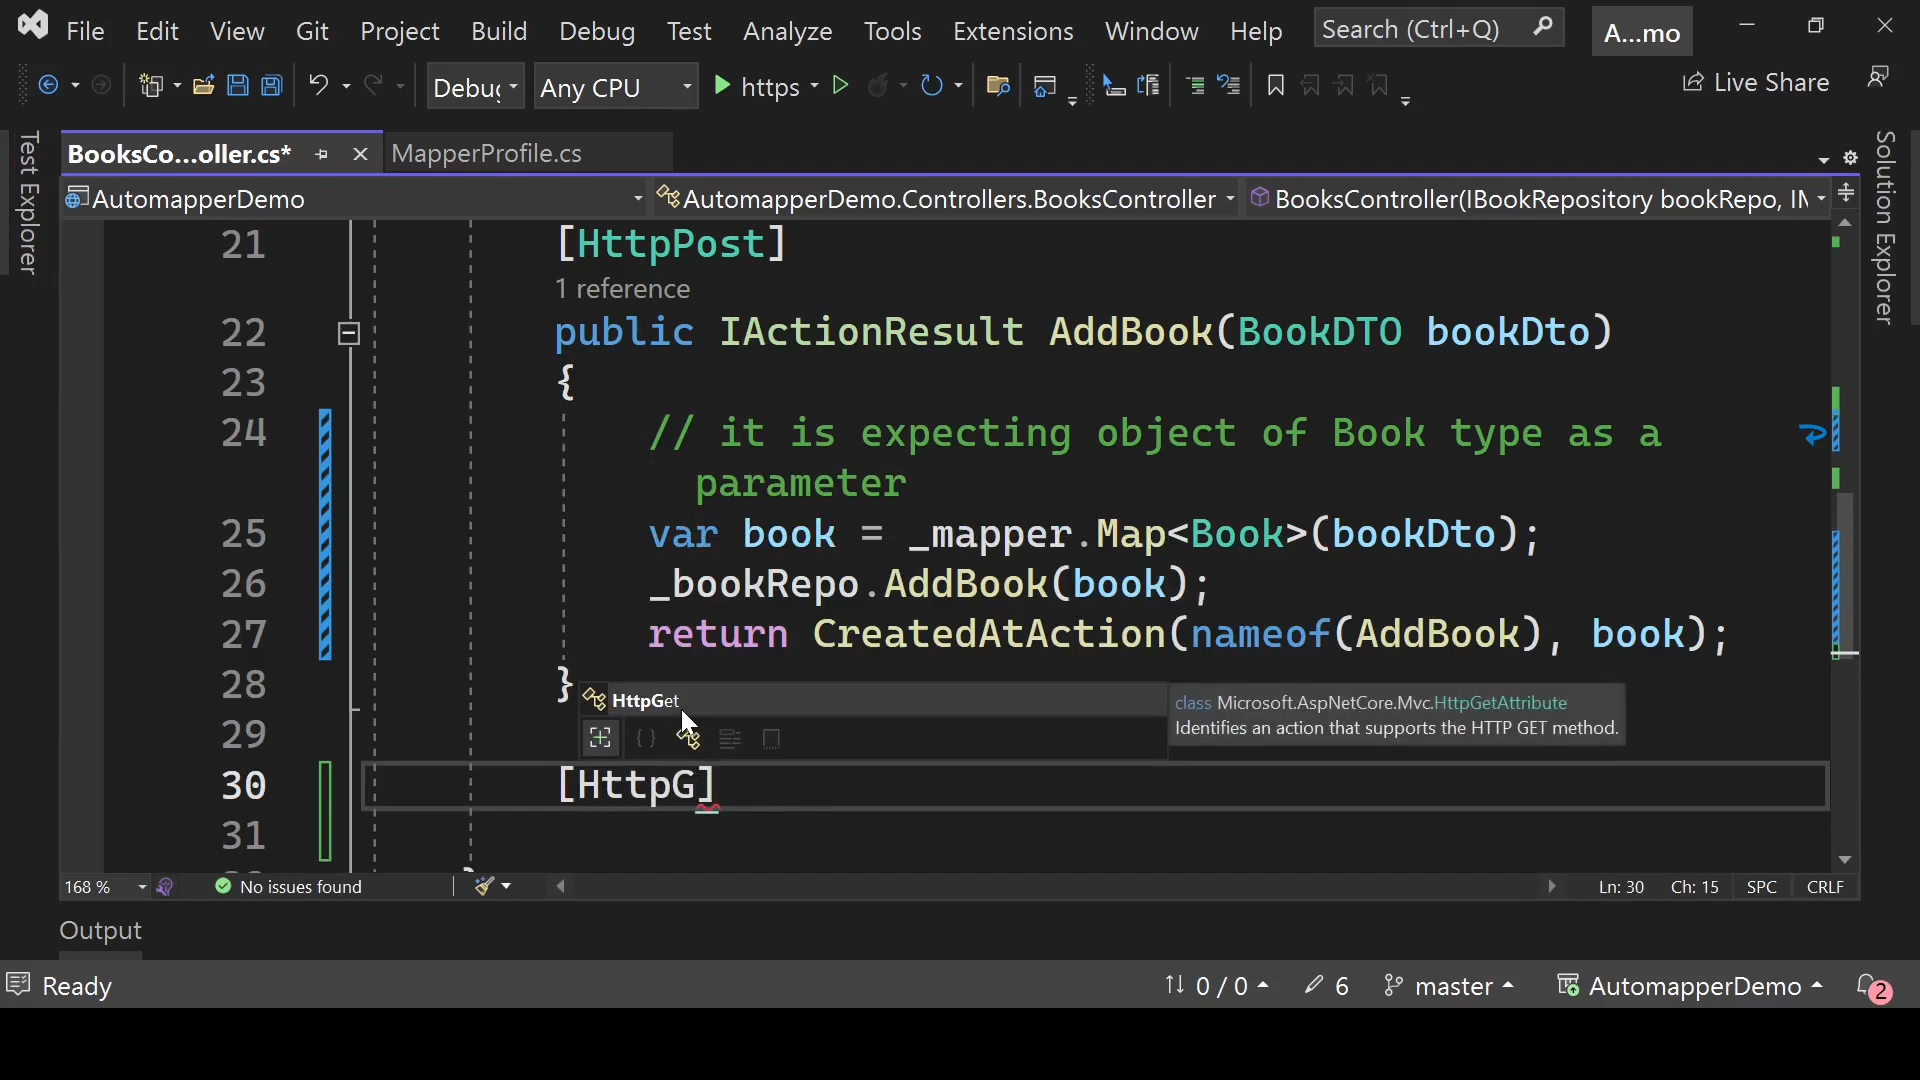 File Edit View Git Project Build Debug Test Analyze Tools Extensions Window Help Search (Ctrl+Q) A...mo
Debug Any CPU https Live Share
Test Explorer
BooksCo...oller.cs* MapperProfile.cs
AutomapperDemo AutomapperDemo.Controllers.BooksController BooksController(IBookRepository bookRepo, IM
Solution Explorer
21 [HttpPost]
1 reference
22 public IActionResult AddBook(BookDTO bookDto)
23 {
24 // it is expecting object of Book type as a
parameter
25 var book = _mapper.Map<Book>(bookDto);
26 _bookRepo.AddBook(book);
27 return CreatedAtAction(nameof(AddBook), book);
28 }
HttpGet
class Microsoft.AspNetCore.Mvc.HttpGetAttribute
Identifies an action that supports the HTTP GET method.
29
30 [HttpG]
31
168 % No issues found Ln: 30 Ch: 15 SPC CRLF
Output
Ready 0 / 0 6 master AutomapperDemo 2